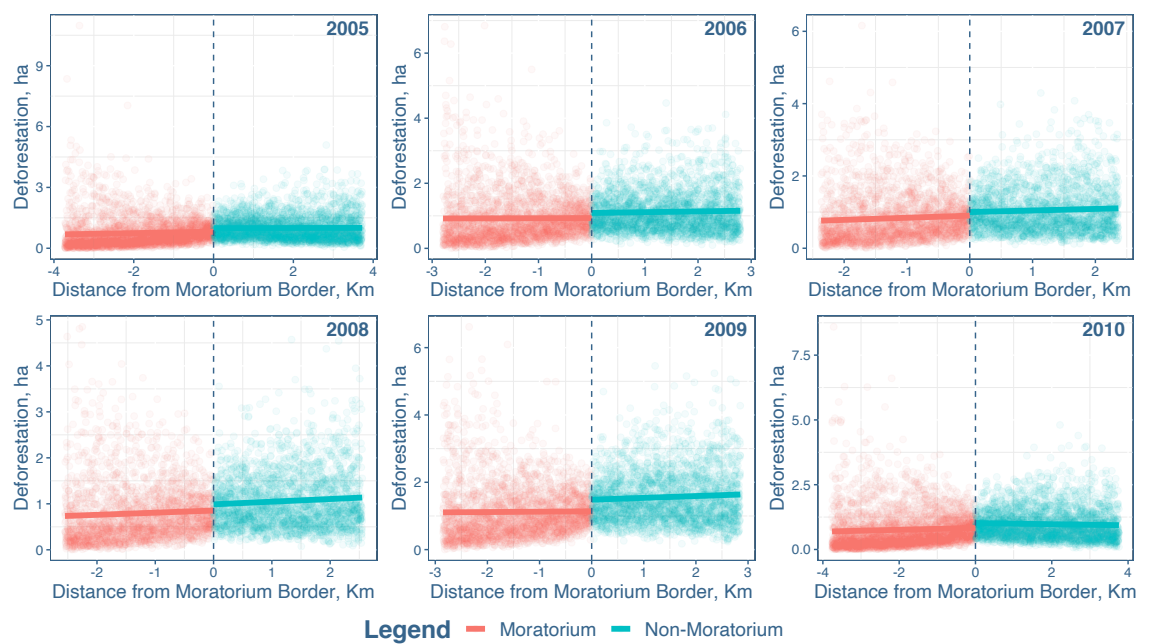 2005
Deforestation, ha
9
6
3
0
-4 -2 0 2 4
Distance from Moratorium Border, Km
2006
Deforestation, ha
6
4
2
0
-3 -2 -1 0 1 2 3
Distance from Moratorium Border, Km
2007
Deforestation, ha
6
4
2
0
-2 -1 0 1 2
Distance from Moratorium Border, Km
2008
Deforestation, ha
5
4
3
2
1
0
-2 -1 0 1 2
Distance from Moratorium Border, Km
2009
Deforestation, ha
6
4
2
0
-3 -2 -1 0 1 2 3
Distance from Moratorium Border, Km
2010
Deforestation, ha
7.5
5.0
2.5
0.0
-4 -2 0 2 4
Distance from Moratorium Border, Km
Legend Moratorium Non-Moratorium